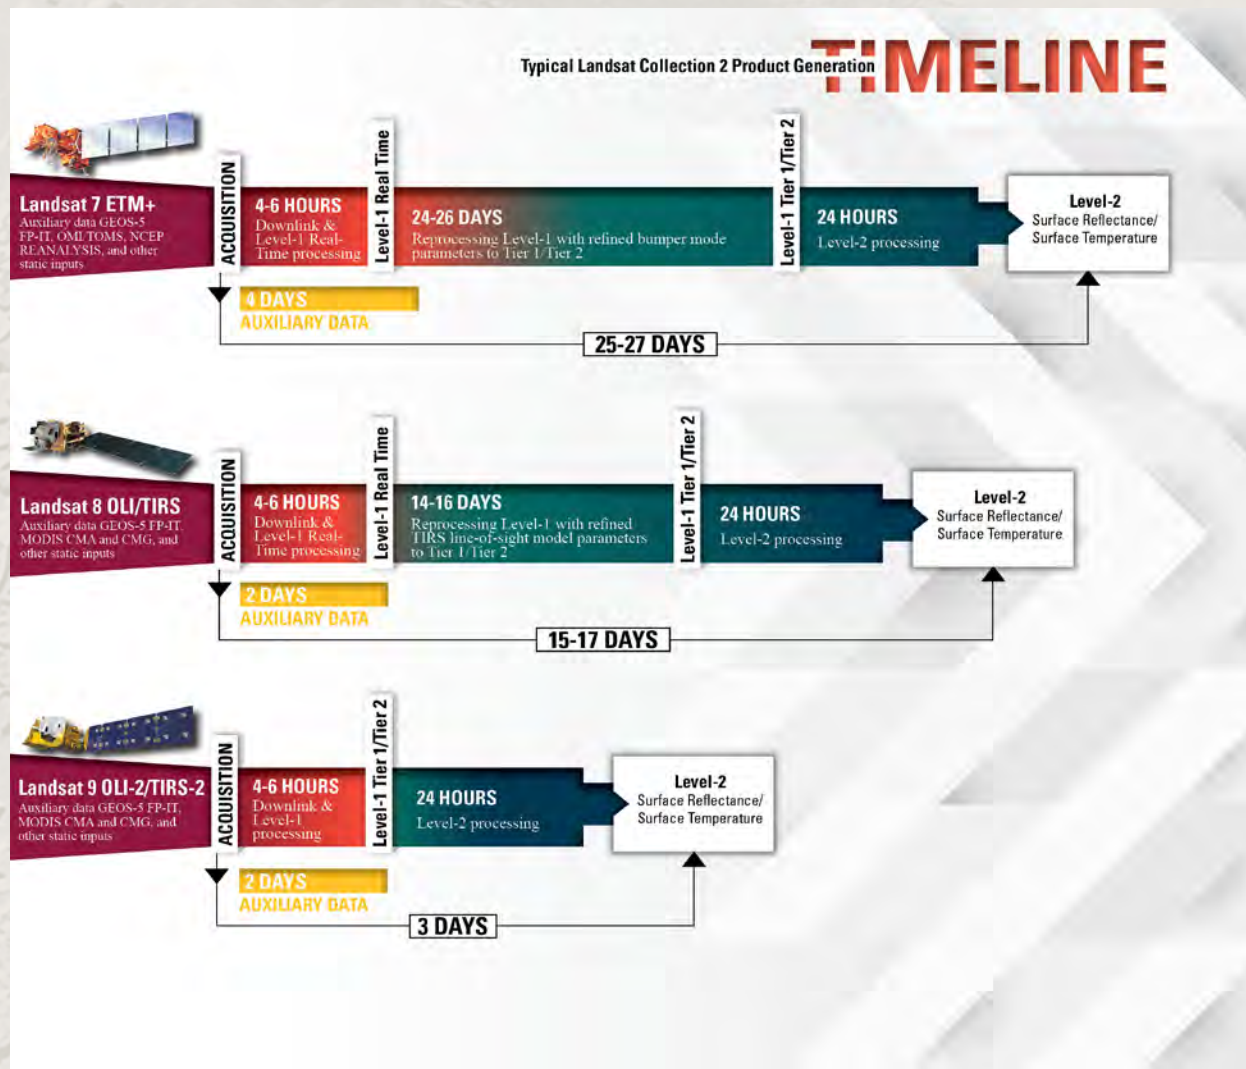 Typical Landsat Collection 2 Product Generation TIMELINE
Landsat 7 ETM+
Auxiliary data GEOS-5
FP-IT, OMI/TOMS, NCEP
REANALYSIS, and other
static inputs
ACQUISITION
4-6 HOURS
Downlink &
Level-1 Real-
Time processing
Level-1 Real Time
24-26 DAYS
Reprocessing Level-1 with refined bumper mode
parameters to Tier 1/Tier 2
Level-1 Tier 1/Tier 2
24 HOURS
Level-2 processing
Level-2
Surface Reflectance/
Surface Temperature
4 DAYS
AUXILIARY DATA
25-27 DAYS
Landsat 8 OLI/TIRS
Auxiliary data GEOS-5 FP-IT,
MODIS CMA and CMG, and
other static inputs
ACQUISITION
4-6 HOURS
Downlink &
Level-1 Real-
Time processing
Level-1 Real Time
14-16 DAYS
Reprocessing Level-1 with refined
TIRS line-of-sight model parameters
to Tier 1/Tier 2
Level-1 Tier 1/Tier 2
24 HOURS
Level-2 processing
Level-2
Surface Reflectance/
Surface Temperature
2 DAYS
AUXILIARY DATA
15-17 DAYS
Landsat 9 OLI-2/TIRS-2
Auxiliary data GEOS-5 FP-IT,
MODIS CMA and CMG, and
other static inputs
ACQUISITION
4-6 HOURS
Downlink &
Level-1
processing
Level-1 Tier 1/Tier 2
24 HOURS
Level-2 processing
Level-2
Surface Reflectance/
Surface Temperature
2 DAYS
AUXILIARY DATA
3 DAYS